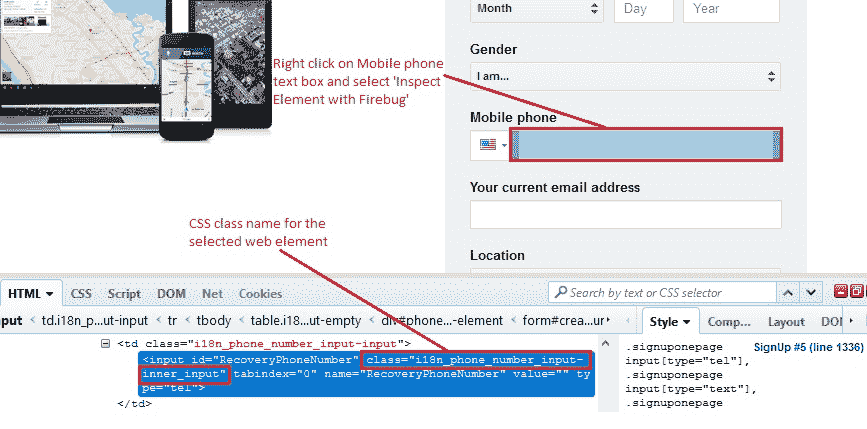 Month
Day
Year
Gender
I am...
Right click on Mobile phone
text box and select 'Inspect
Element with Firebug'
Mobile phone
Your current email address
CSS class name for the
selected web element
Location
HTML
CSS
Script
DOM
Net
Cookies
Search by text or CSS selector
nput
td.i18n_p...ut-input
tr
tbody
table.i18...ut-empty
div#phone...-element
form#crea...ur
Style
Comp...
Layout
<td class="i18n_phone_number_input-input">
<input id="RecoveryPhoneNumber" class="i18n_phone_number_input-
inner_input" tabindex="0" name="RecoveryPhoneNumber" value="" ty
pe="tel">
</td>
.signuponepage
SignUp #5 (line 1336)
input[type="tel"],
.signuponepage
input[type="text"],
.signuponepage